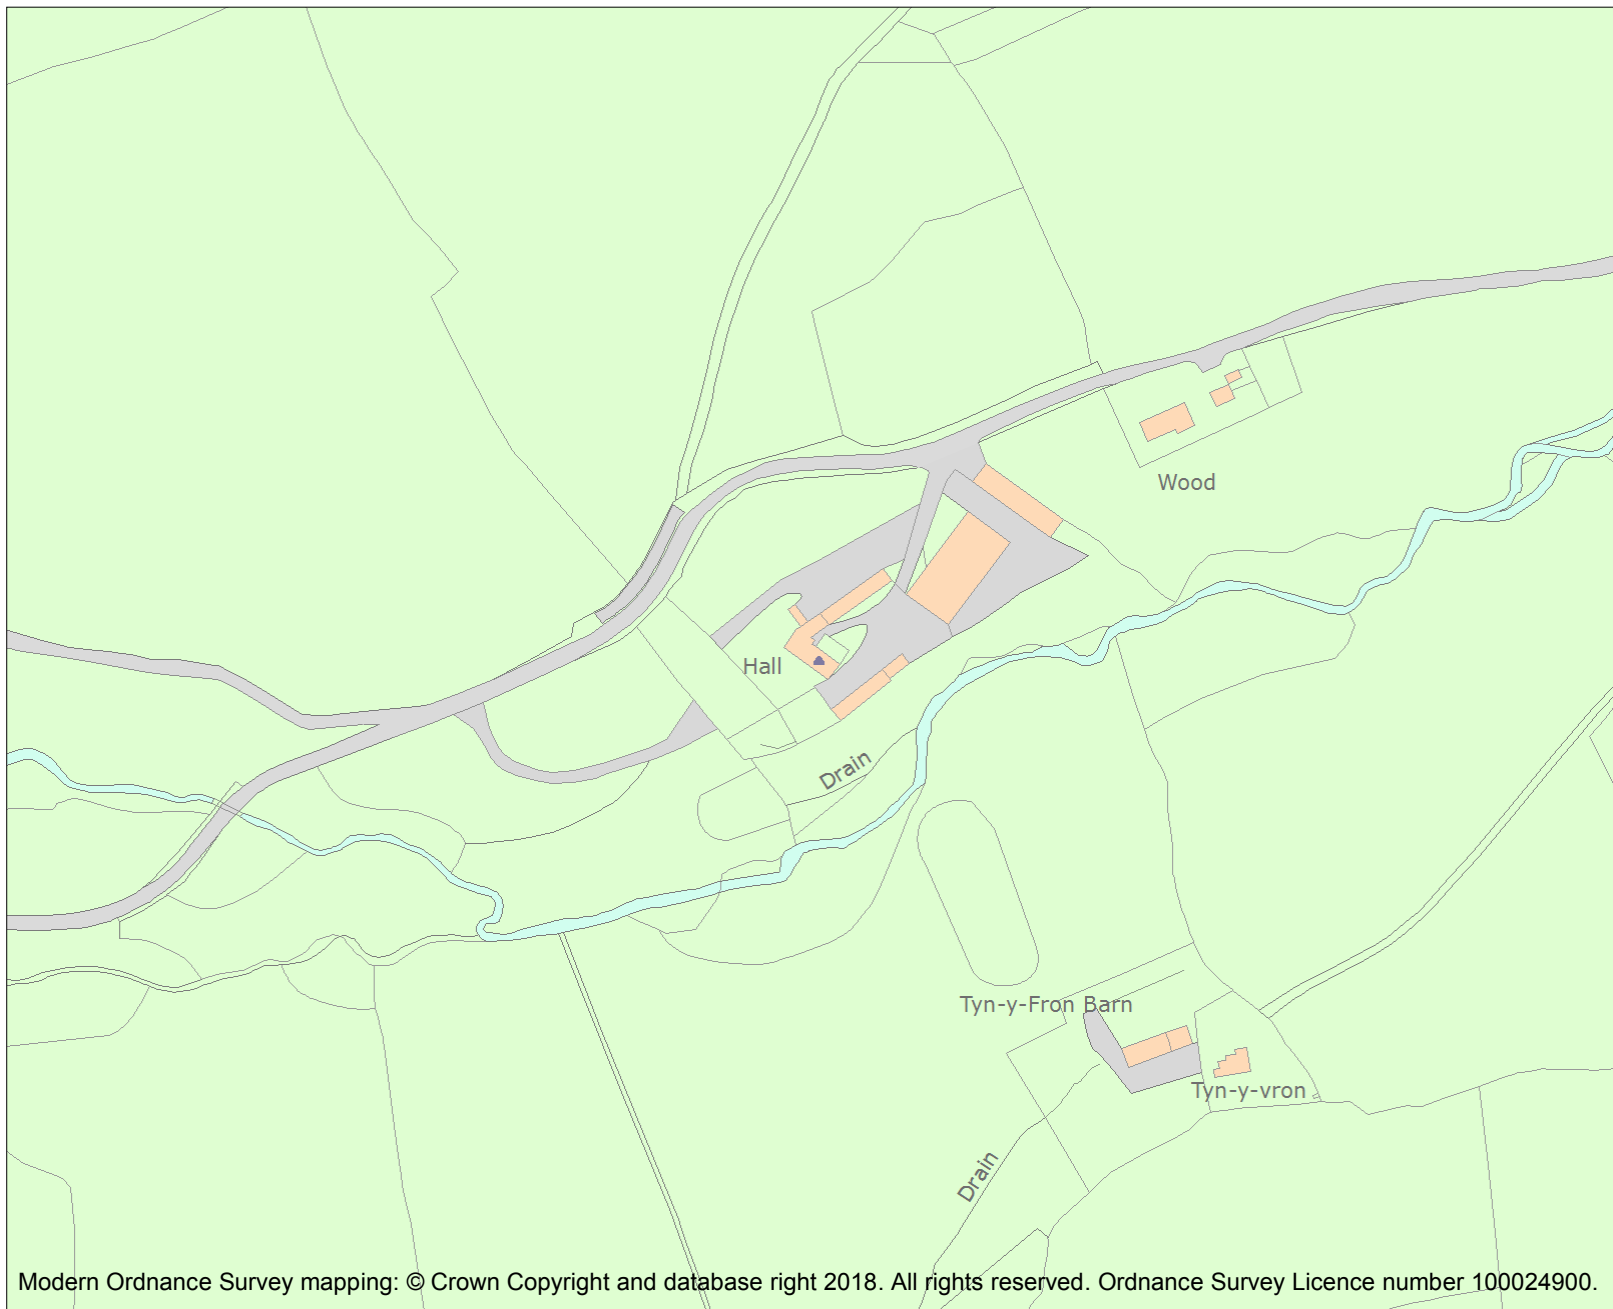 Wood
Hall
Drain
Tyn-y-Fron Barn
Tyn-y-vron
Drain
Modern Ordnance Survey mapping: © Crown Copyright and database right 2018. All rights reserved. Ordnance Survey Licence number 100024900.